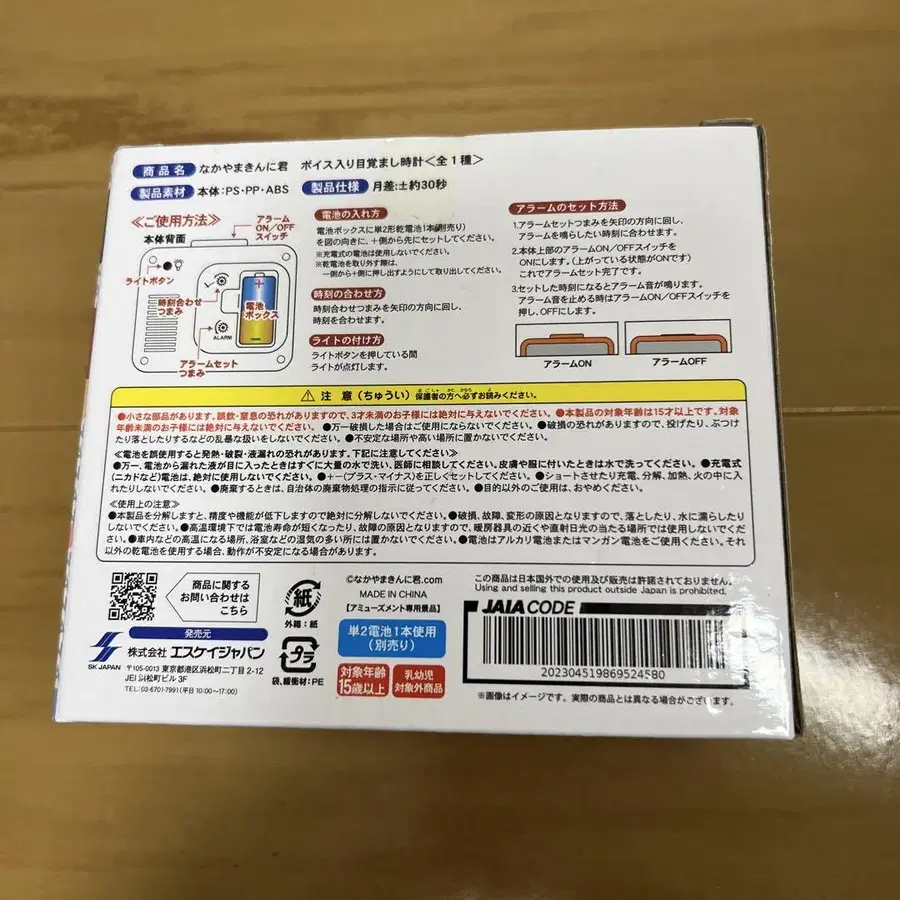 商品名 なかやまきんに君 ボイス入り目覚まし時計<全1種>
製品素材 本体:PS・PP・ABS 製品仕様 月差:±約30秒
≪ご使用方法≫
本体背面
アラーム
ON/OFF
スイッチ
ライトボタン
時刻合わせ
つまみ
電池
ボックス
ALARM
アラームセット
つまみ
電池の入れ方
電池ボックスに単2形乾電池1本(別売り)
を図の向きに、+側から先にセットしてください。
※充電式の電池は使用しないでください。
※乾電池を取り外す際は、
一側から+側に押し出すようにして取り出してください。
時刻の合わせ方
時刻合わせつまみを矢印の方向に回し、
時刻を合わせます。
ライトの付け方
ライトボタンを押している間
ライトが点灯します。
アラームのセット方法
1.アラームセットつまみを矢印の方向に回し、
アラームを鳴らしたい時刻に合わせます。
2.本体上部のアラームON/OFFスイッチを
ONにします。(上がっている状態がONです)
これでアラームセット完了です。
3.セットした時刻になるとアラーム音が鳴ります。
アラーム音を止める時はアラームON/OFFスイッチを
押し、OFFにします。
アラームON
アラームOFF
⚠ 注 意 (ちゅうい) 保護者の方へ必ずお読みください。
●小さな部品があります。誤飲・窒息の恐れがありますので、3才未満のお子様には絶対に与えないでください。 ●本製品の対象年齢は15才以上です。対象
年齢未満のお子様には絶対に与えないでください。 ●万一破損した場合はご使用にならないでください。 ●破損の恐れがありますので、投げたり、ぶつけ
たり落としたりするなどの乱暴な扱いをしないでください。 ●不安定な場所や高い場所に置かないでください。
≪電池を誤使用すると発熱・破裂・液漏れの恐れがあります。下記に注意してください≫
●万一、電池から漏れた液が目に入ったときはすぐに大量の水で洗い、医師に相談してください。皮膚や服に付いたときは水で洗ってください。 ●充電式
(ニカドなど)電池は、絶対に使用しないでください。 ●+-(プラス・マイナス)を正しくセットしてください。 ●ショートさせたり充電、分解、加熱、火の中に入
れたりしないでください。 ●廃棄するときは、自治体の廃棄物処理の指示に従ってください。 ●目的以外のご使用は、おやめください。
≪使用上の注意≫
●本製品を分解しますと、精度や機能が低下しますので絶対に分解しないでください。 ●破損、故障、変形の原因となりますので、落としたり、水に濡らしたり
しないでください。 ●高温環境下では電池寿命が短くなったり、故障の原因となりますので、暖房器具の近くや直射日光の当たる場所では使用しないでくだ
さい。 ●車内などの高温になる場所、浴室などの湿気の多い所には置かないでください。 ●電池はアルカリ電池またはマンガン電池をご使用ください。それ
以外の乾電池を使用する場合、動作が不安定になる場合があります。
商品に関する
お問い合わせは
こちら
発売元
SK JAPAN
株式会社 エスケイジャパン
〒105-0013 東京都港区浜松町二丁目2-12
JEI浜松町ビル 3F
TEL:03-6701-7991(平日10:00〜17:00)
紙
外箱:紙
プラ
袋、緩衝材:PE
©なかやまきんに君.com
MADE IN CHINA
【アミューズメント専用景品】
単2電池1本使用
(別売り)
対象年齢
15歳以上
乳幼児
対象外商品
この商品は日本国外での使用及び販売は許諾されておりません。
Using and selling this product outside Japan is prohibited.
JAIA CODE
202304519869524580
※画像はイメージです。実際の商品とは異なる場合がございます。